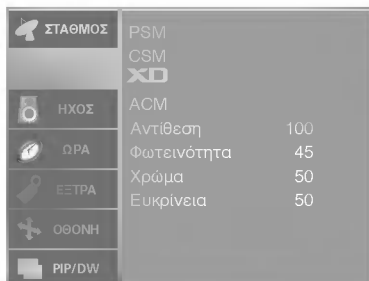 ΣΤΑΘΜΟΣ
ΗΧΟΣ
ΩΡΑ
ΕΞΤΡΑ
ΟΘΟΝΗ
PIP/DW
PSM
CSM
XD
ACM
Αντίθεση 100
Φωτεινότητα 45
Χρώμα 50
Ευκρίνεια 50